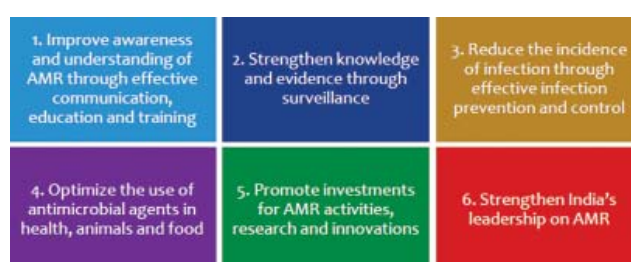 1. Improve awareness
and understanding of
AMR through effective
communication,
education and training
2. Strengthen knowledge
and evidence through
surveillance
3. Reduce the incidence
of infection through
effective infection
prevention and control
4. Optimize the use of
antimicrobial agents in
health, animals and food
5. Promote investments
for AMR activities,
research and innovations
6. Strengthen India's
leadership on AMR